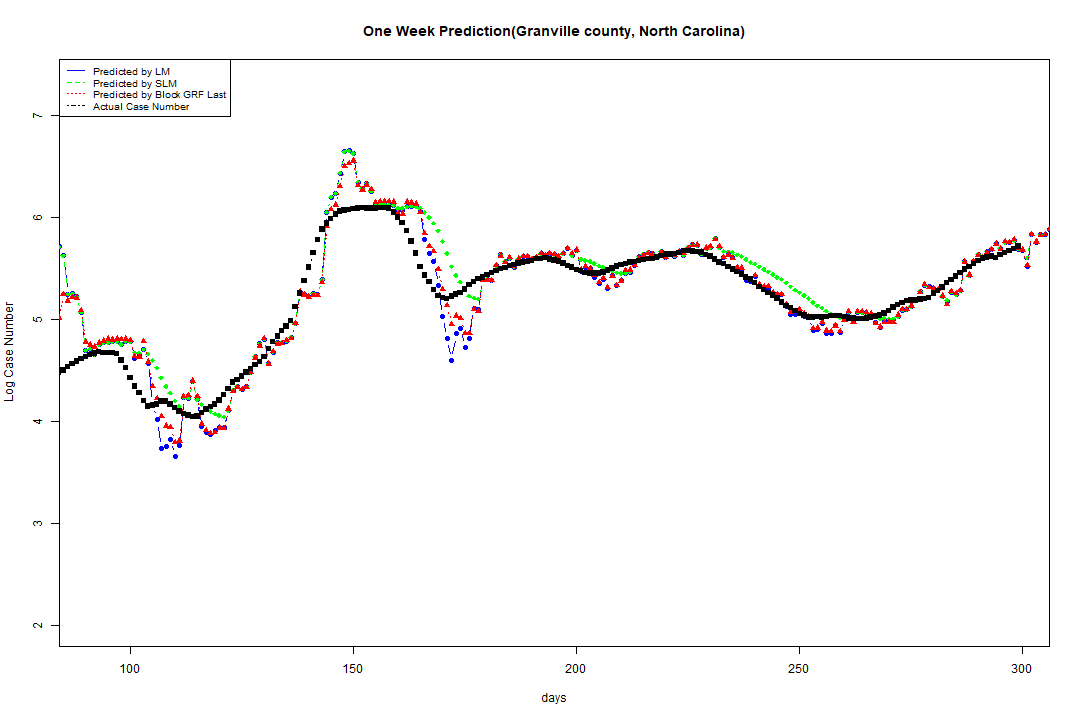 One Week Prediction(Granville county, North Carolina)
Predicted by LM
Predicted by SLM
Predicted by Block GRF Last
Actual Case Number
7
6
5
4
3
2
Log Case Number
100 150 200 250 300
days